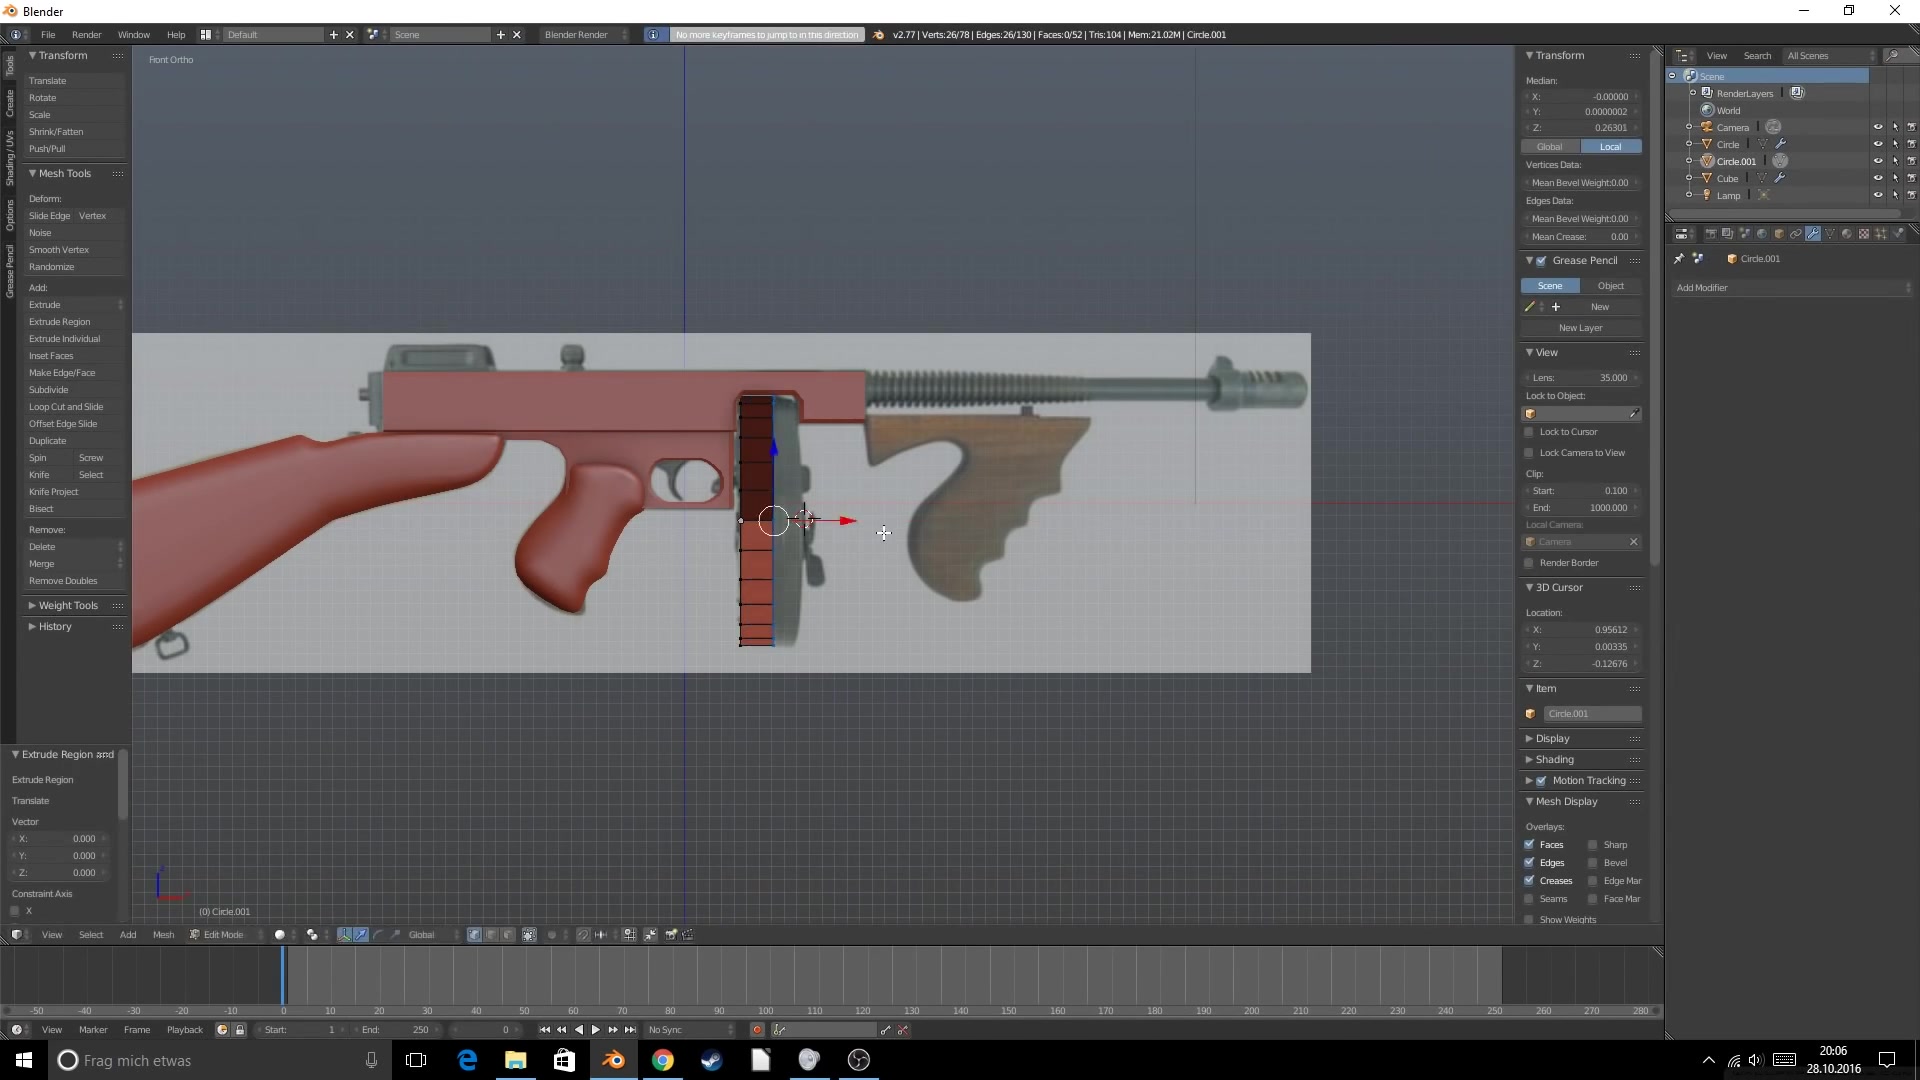 Blender
File Render Window Help Default Scene Blender Render No more keyframes to jump to in this direction v2.77 | Verts:26/78 | Edges:26/130 | Faces:0/52 | Tris:104 | Mem:21.02M | Circle.001
Tools
Create
Shading / UVs
Options
Grease Pencil
Transform
Translate
Rotate
Scale
Shrink/Fatten
Push/Pull
Mesh Tools
Deform:
Slide Edge Vertex
Noise
Smooth Vertex
Randomize
Add:
Extrude
Extrude Region
Extrude Individual
Inset Faces
Make Edge/Face
Subdivide
Loop Cut and Slide
Offset Edge Slide
Duplicate
Spin Screw
Knife Select
Knife Project
Bisect
Remove:
Delete
Merge
Remove Doubles
Weight Tools
History
Extrude Region and
Extrude Region
Translate
Vector
X: 0.000
Y: 0.000
Z: 0.000
Constraint Axis
X
Front Ortho
(0) Circle.001
Transform
Median:
X: -0.00000
Y: 0.0000002
Z: 0.26301
Global Local
Vertices Data:
Mean Bevel Weight:0.00
Edges Data:
Mean Bevel Weight:0.00
Mean Crease: 0.00
Grease Pencil
Scene Object
New
New Layer
View
Lens: 35.000
Lock to Object:
Lock to Cursor
Lock Camera to View
Clip:
Start: 0.100
End: 1000.000
Local Camera:
Camera
Render Border
3D Cursor
Location:
X: 0.95612
Y: 0.00335
Z: -0.12676
Item
Circle.001
Display
Shading
Motion Tracking
Mesh Display
Overlays:
Faces Sharp
Edges Bevel
Creases Edge Mar
Seams Face Mar
Show Weights
View Search All Scenes
Scene
RenderLayers
World
Camera
Circle
Circle.001
Cube
Lamp
Circle.001
Add Modifier
View Select Add Mesh Edit Mode Global
-50 -40 -30 -20 -10 0 10 20 30 40 50 60 70 80 90 100 110 120 130 140 150 160 170 180 190 200 210 220 230 240 250 260 270 280
View Marker Frame Playback Start: 1 End: 250 0 No Sync
Frag mich etwas
20:06
28.10.2016